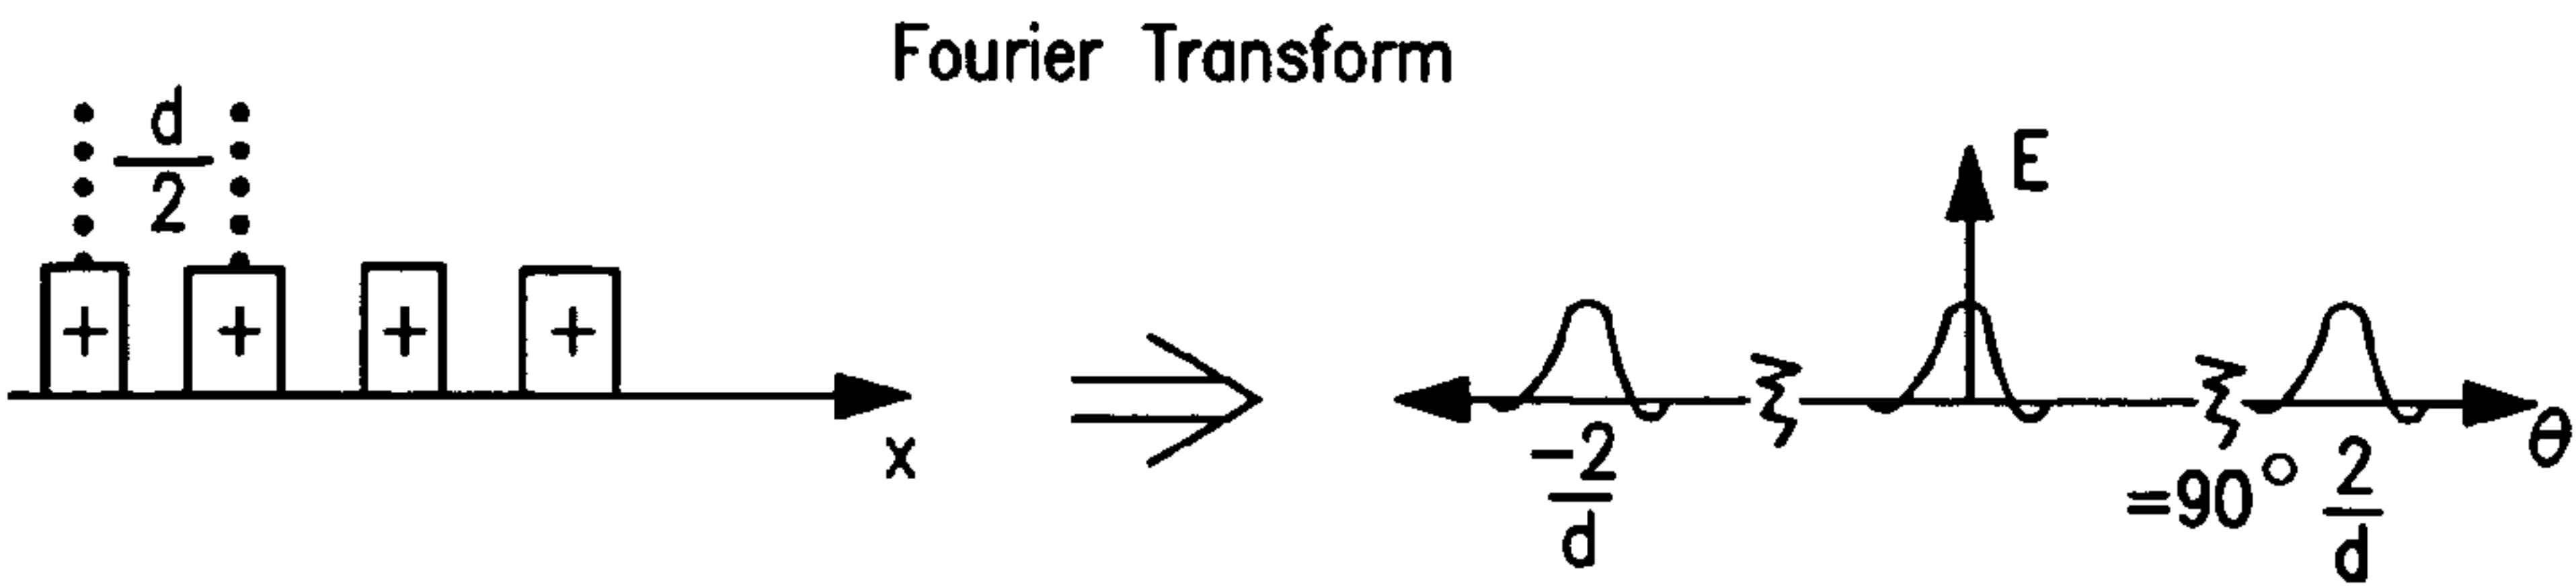 Fourier Transform
d
2
+ + + +
x
E
-2
d
=90°
2
d
θ